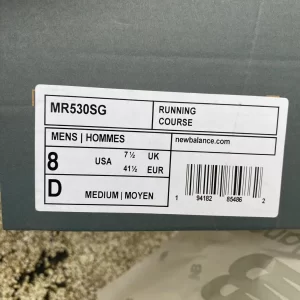 MR530SG
RUNNING
COURSE
MENS | HOMMES
newbalance.com
8 USA 7½ UK
41½ EUR
D MEDIUM | MOYEN
1 94182 85486 2